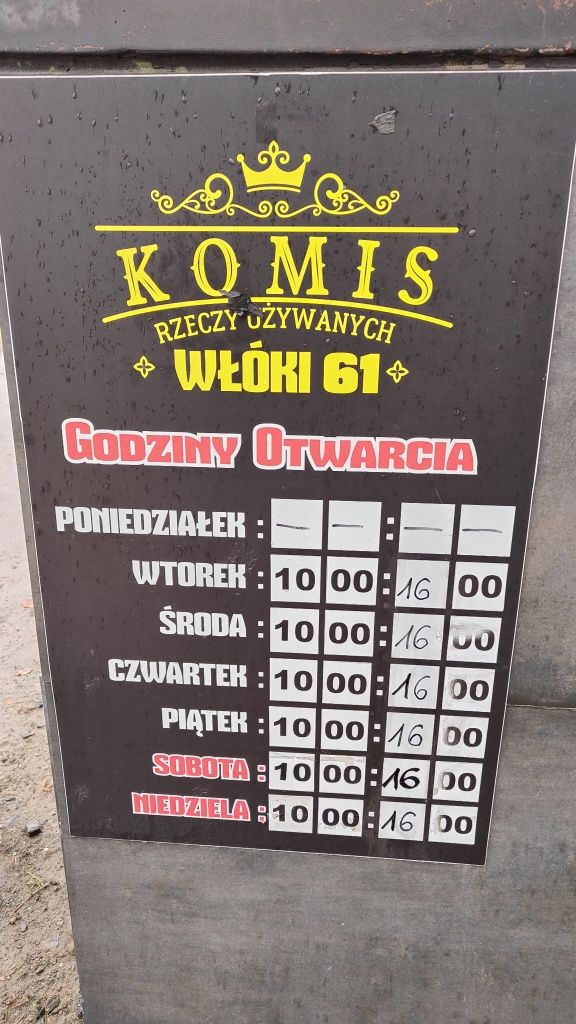 KOMIS
RZECZY UŻYWANYCH
WŁÓKI 61
GODZINY OTWARCIA
PONIEDZIAŁEK : — — : — —
WTOREK : 10 00 : 16 00
ŚRODA : 10 00 : 16 00
CZWARTEK : 10 00 : 16 00
PIĄTEK : 10 00 : 16 00
SOBOTA : 10 00 : 16 00
NIEDZIELA : 10 00 : 16 00